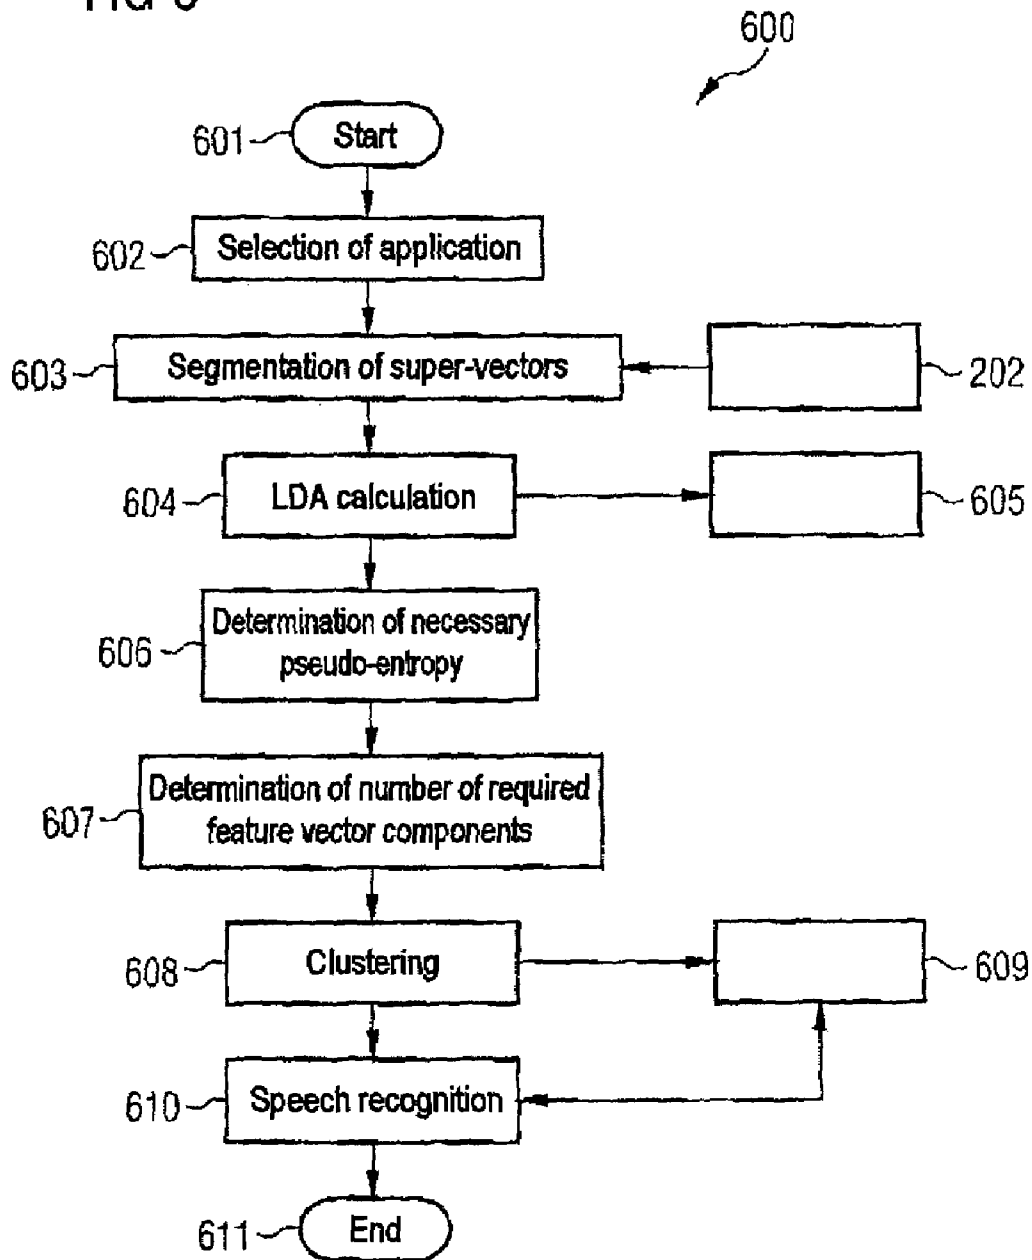 600
601 Start
602 Selection of application
603 Segmentation of super-vectors 202
604 LDA calculation 605
606 Determination of necessary
pseudo-entropy
607 Determination of number of required
feature vector components
608 Clustering 609
610 Speech recognition
611 End